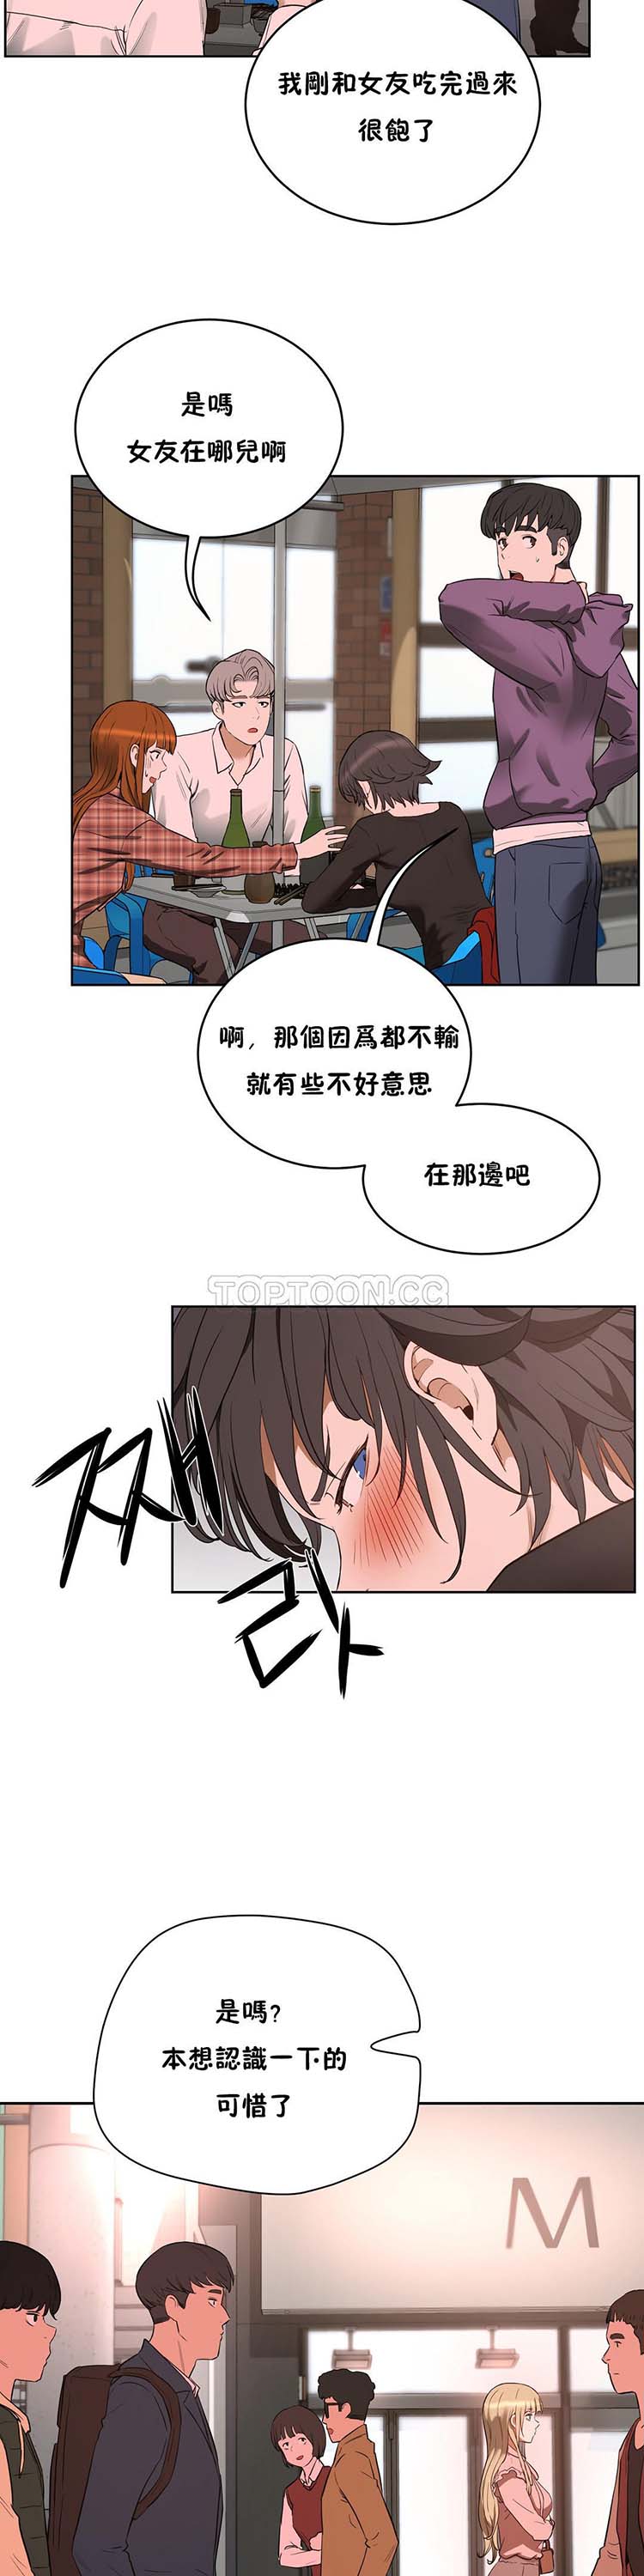 我剛和女友吃完過來
很飽了
是嗎
女友在哪兒啊
啊，那個因爲都不輸
就有些不好意思
在那邊吧
TOPTOON.CC
째
라
是嗎?
本想認識一下的
可惜了
M